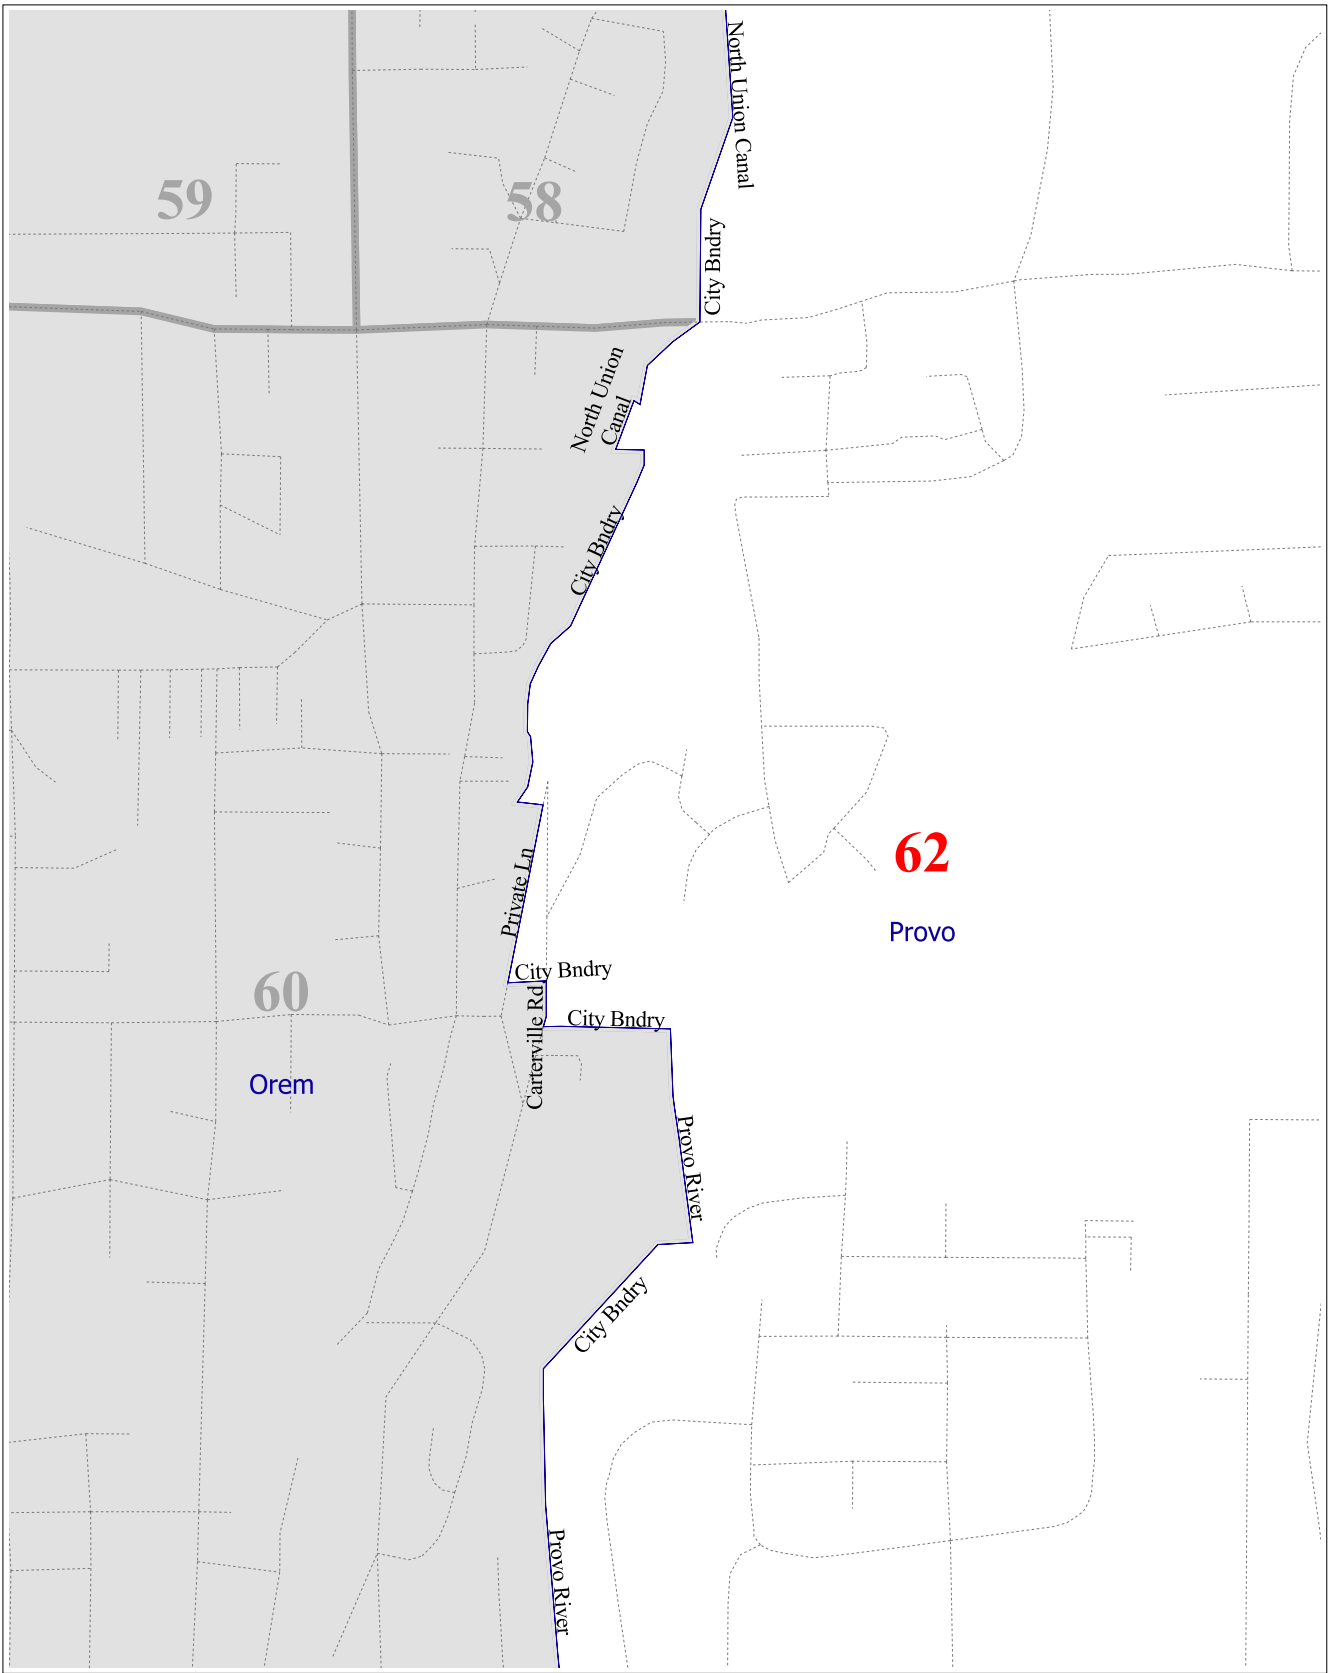 North Union Canal
59
58
City Bndry
North Union
Canal
City Bndry
62
Private Ln
Provo
City Bndry
60
Carterville Rd
City Bndry
Orem
Provo River
City Bndry
Provo River